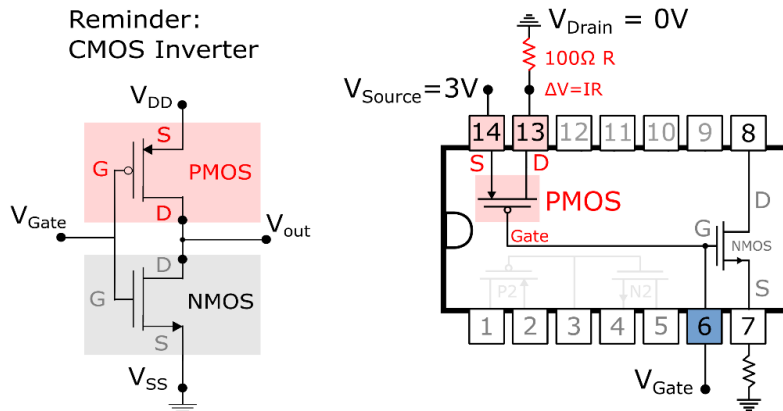 Reminder:
CMOS Inverter
V_DD
S
G
PMOS
D
V_Gate
V_out
D
G
NMOS
S
V_SS
V_Drain = 0V
100Ω R
V_Source=3V
ΔV=IR
14 13 12 11 10 9 8
S D
PMOS
D
Gate
G
NMOS
P2
N2
S
1 2 3 4 5 6 7
V_Gate